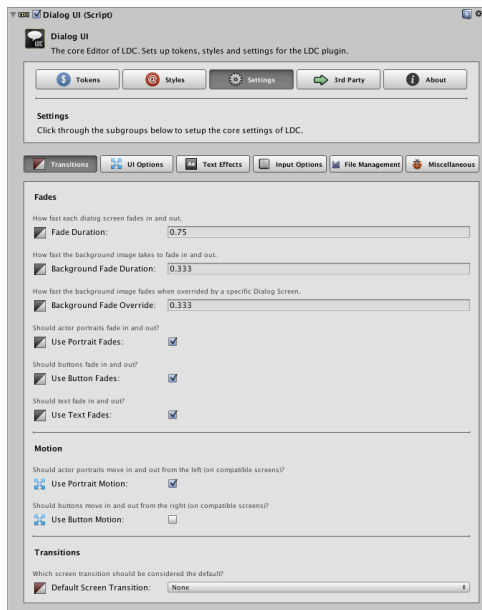 Dialog UI (Script)
Dialog UI
The core Editor of LDC. Sets up tokens, styles and settings for the LDC plugin.
LDC
$ Tokens @ Styles Settings 3rd Party i About
Settings
Click through the subgroups below to setup the core settings of LDC.
Transitions UI Options Aa Text Effects Input Options File Management Miscellaneous
Fades
How fast each dialog screen fades in and out.
Fade Duration: 0.75
How fast the background image takes to fade in and out.
Background Fade Duration: 0.333
How fast the background image fades when overrided by a specific Dialog Screen.
Background Fade Override: 0.333
Should actor portraits fade in and out?
Use Portrait Fades:
Should buttons fade in and out?
Use Button Fades:
Should text fade in and out?
Use Text Fades:
Motion
Should actor portraits move in and out from the left (on compatible screens)?
Use Portrait Motion:
Should buttons move in and out from the right (on compatible screens)?
Use Button Motion:
Transitions
Which screen transition should be considered the default?
Default Screen Transition: None